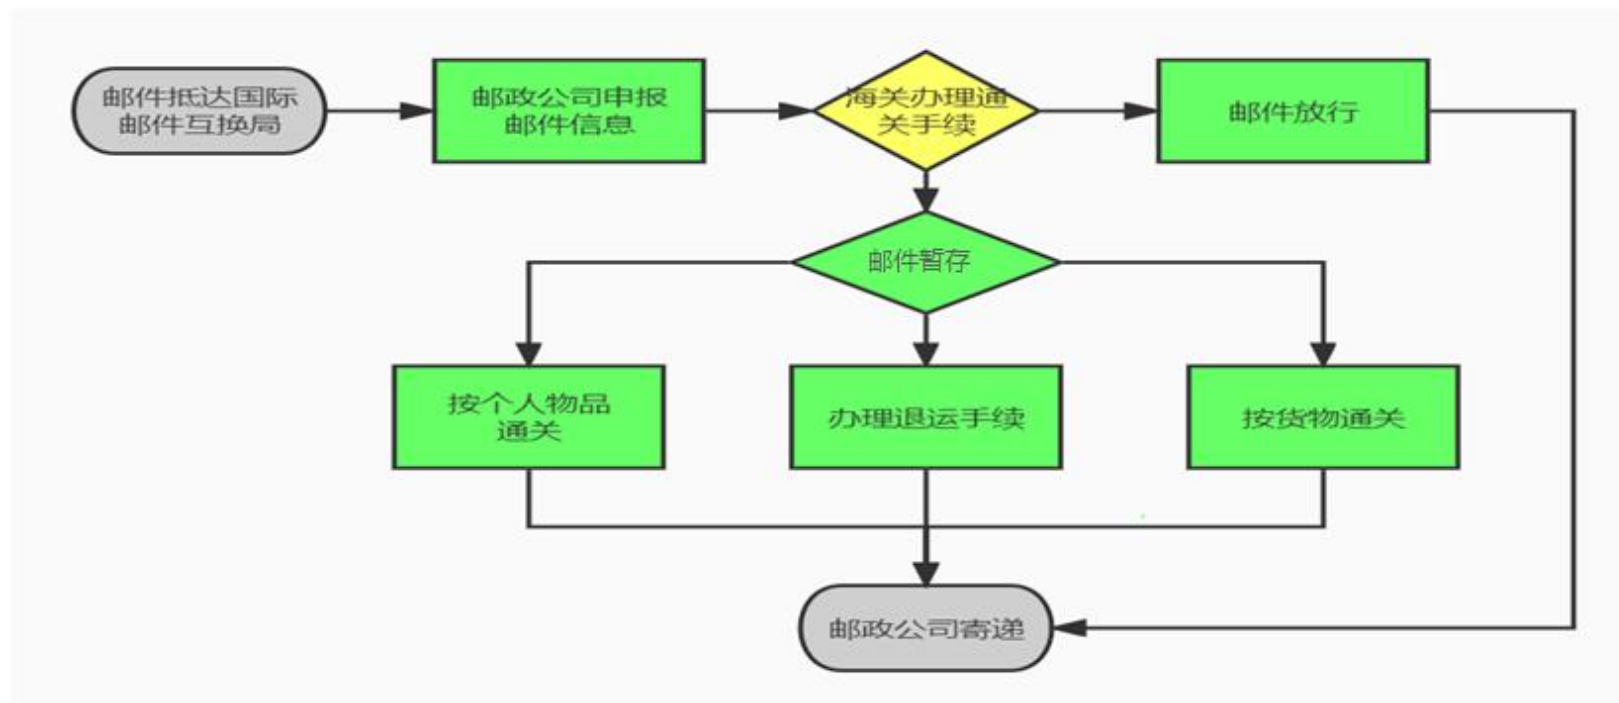 邮件抵达国际
邮件互换局
邮政公司申报
邮件信息
海关办理通
关手续
邮件放行
邮件暂存
按个人物品
通关
办理退运手续
按货物通关
邮政公司寄递